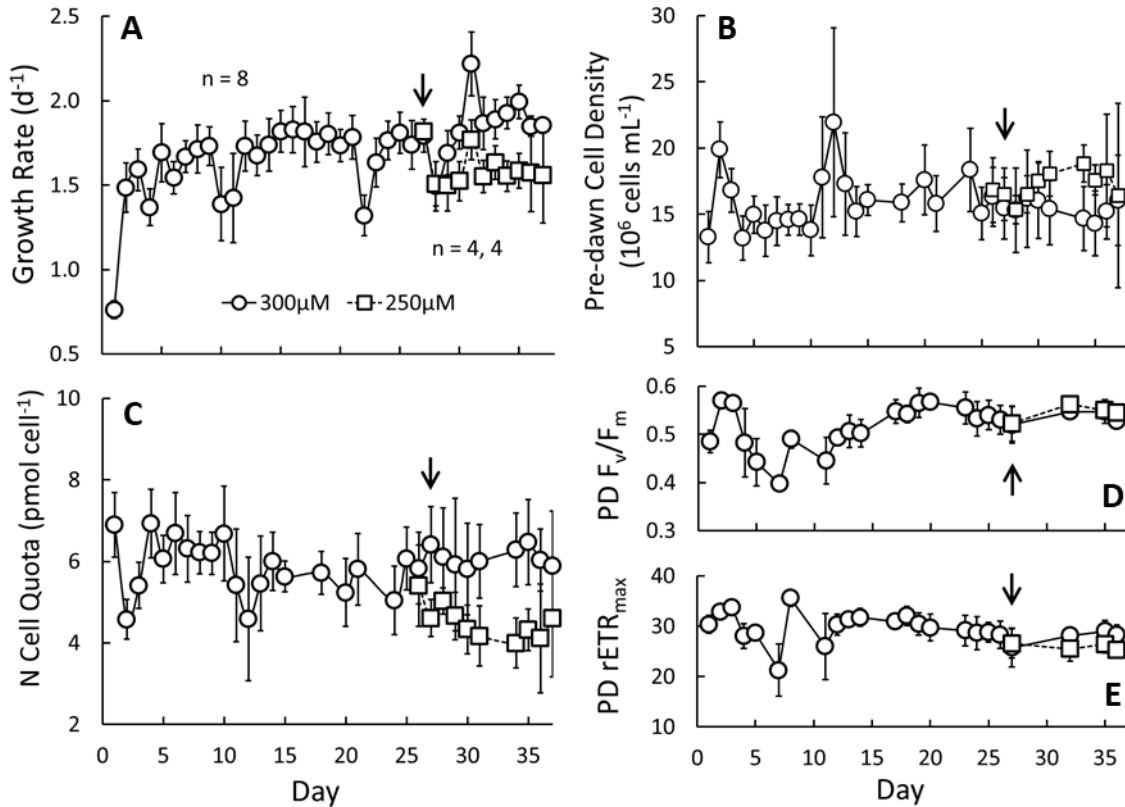 A
Growth Rate (d⁻¹)
2.5
2.0
1.5
1.0
0.5
n = 8
n = 4, 4
300µM
250µM
B
Pre-dawn Cell Density
(10⁶ cells mL⁻¹)
30
25
20
15
10
5
C
N Cell Quota (pmol cell⁻¹)
10
8
6
4
2
0 5 10 15 20 25 30 35
Day
D
PD Fᵥ/Fₘ
0.6
0.5
0.4
0.3
E
PD rETRₘₐₓ
40
30
20
10
0 5 10 15 20 25 30 35
Day